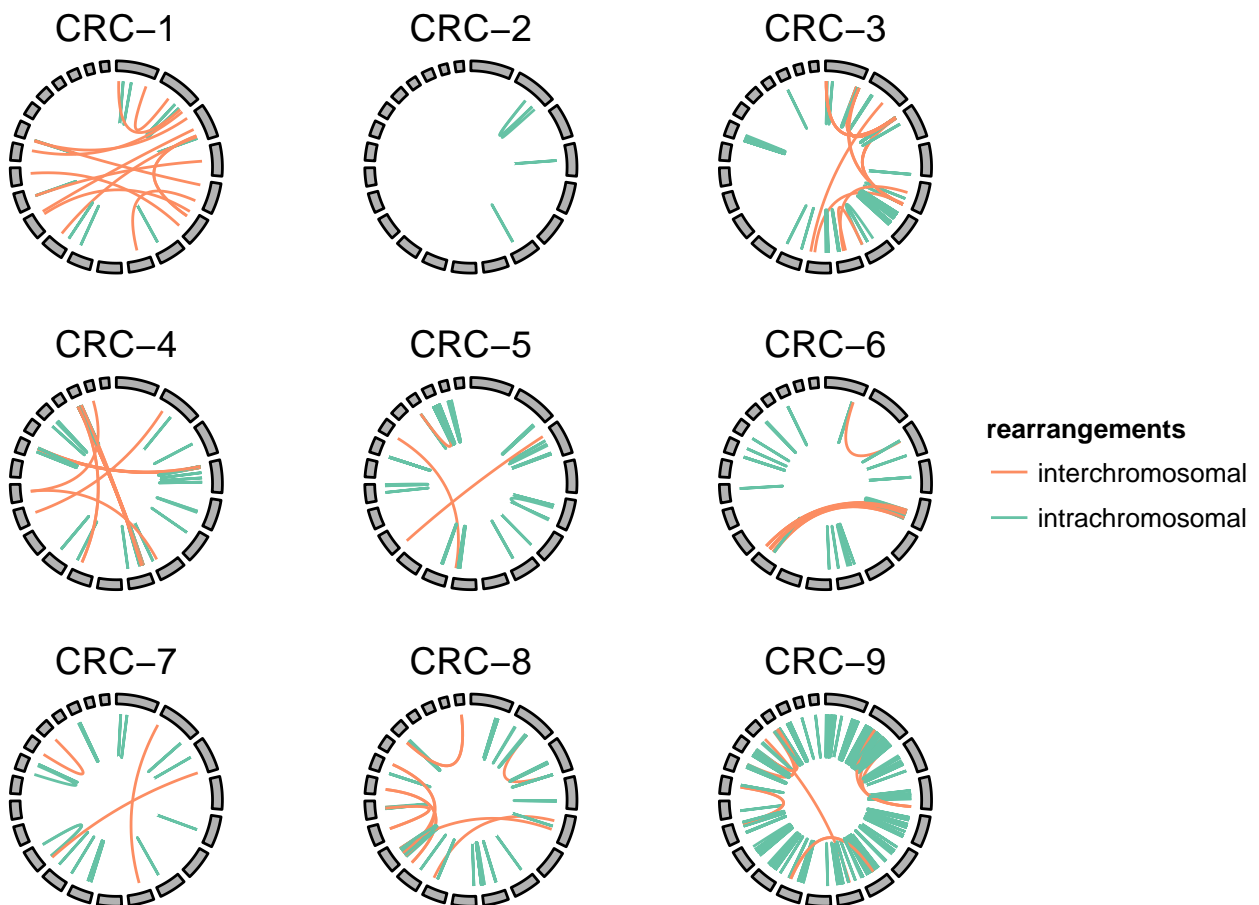 CRC−1
CRC−2
CRC−3
CRC−4
CRC−5
CRC−6
rearrangements
interchromosomal
intrachromosomal
CRC−7
CRC−8
CRC−9